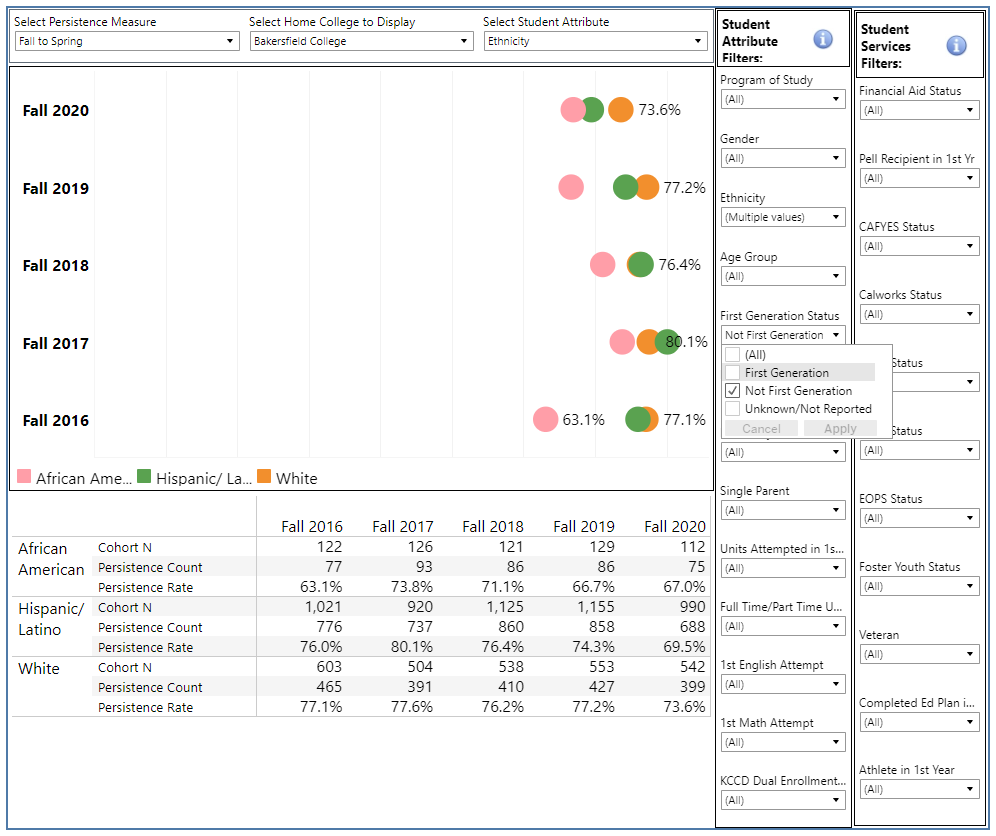 Select Persistence Measure
Fall to Spring
Select Home College to Display
Bakersfield College
Select Student Attribute
Ethnicity
Fall 2020
73.6%
Fall 2019
77.2%
Fall 2018
76.4%
Fall 2017
80.1%
Fall 2016
63.1%
77.1%
African Ame...
Hispanic/ La...
White
Fall 2016 Fall 2017 Fall 2018 Fall 2019 Fall 2020
African American
Cohort N 122 126 121 129 112
Persistence Count 77 93 86 86 75
Persistence Rate 63.1% 73.8% 71.1% 66.7% 67.0%
Hispanic/ Latino
Cohort N 1,021 920 1,125 1,155 990
Persistence Count 776 737 860 858 688
Persistence Rate 76.0% 80.1% 76.4% 74.3% 69.5%
White
Cohort N 603 504 538 553 542
Persistence Count 465 391 410 427 399
Persistence Rate 77.1% 77.6% 76.2% 77.2% 73.6%
Student
Attribute
Filters:
i
Program of Study
(All)
Gender
(All)
Ethnicity
(Multiple values)
Age Group
(All)
First Generation Status
Not First Generation
(All)
First Generation
Not First Generation
Unknown/Not Reported
Cancel
Apply
(All)
Single Parent
(All)
Units Attempted in 1s...
(All)
Full Time/Part Time U...
(All)
1st English Attempt
(All)
1st Math Attempt
(All)
KCCD Dual Enrollment...
(All)
Student
Services
Filters:
i
Financial Aid Status
(All)
Pell Recipient in 1st Yr
(All)
CAFYES Status
(All)
Calworks Status
(All)
Status
Status
(All)
EOPS Status
(All)
Foster Youth Status
(All)
Veteran
(All)
Completed Ed Plan i...
(All)
Athlete in 1st Year
(All)